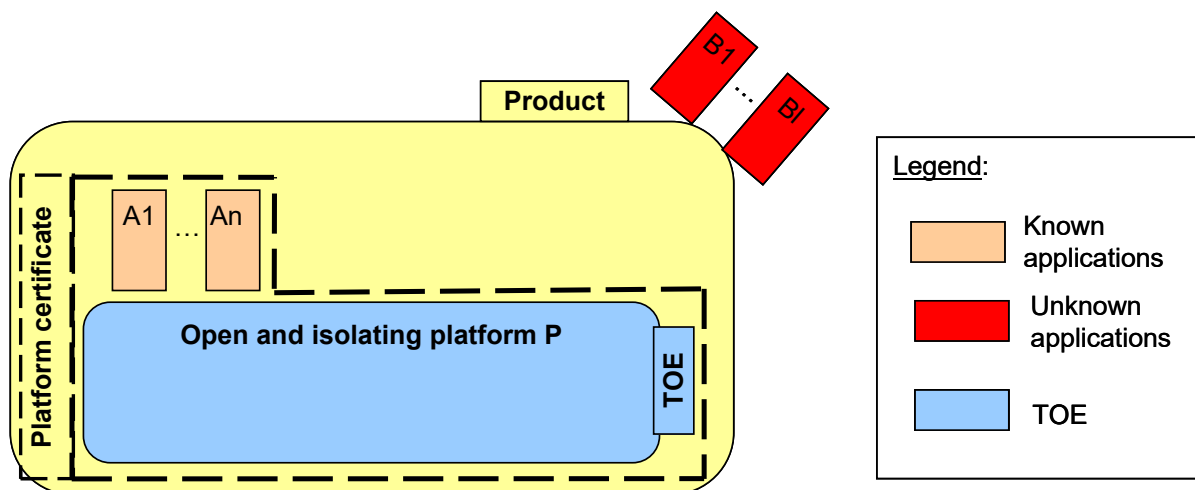 B1
...
Bl
Product
Legend:
A1
...
An
Known
applications
Unknown
applications
TOE
Platform certificate
Open and isolating platform P
TOE